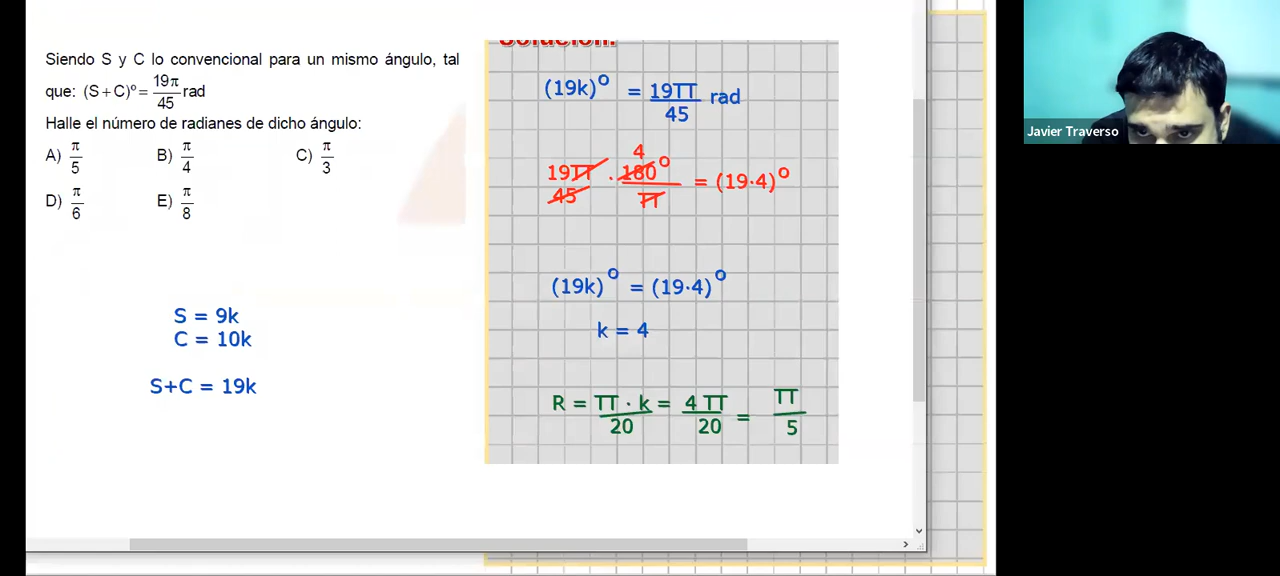 Siendo S y C lo convencional para un mismo ángulo, tal
que: (S+C)º = 19π/45 rad
Halle el número de radianes de dicho ángulo:
A) π/5 B) π/4 C) π/3
D) π/6 E) π/8
S = 9k
C = 10k
S+C = 19k
Solución:
(19k)º = 19π/45 rad
19π/45 · 180º/π = (19·4)º
4
(19k)º = (19·4)º
k = 4
R = π·k/20 = 4π/20 = π/5
Javier Traverso